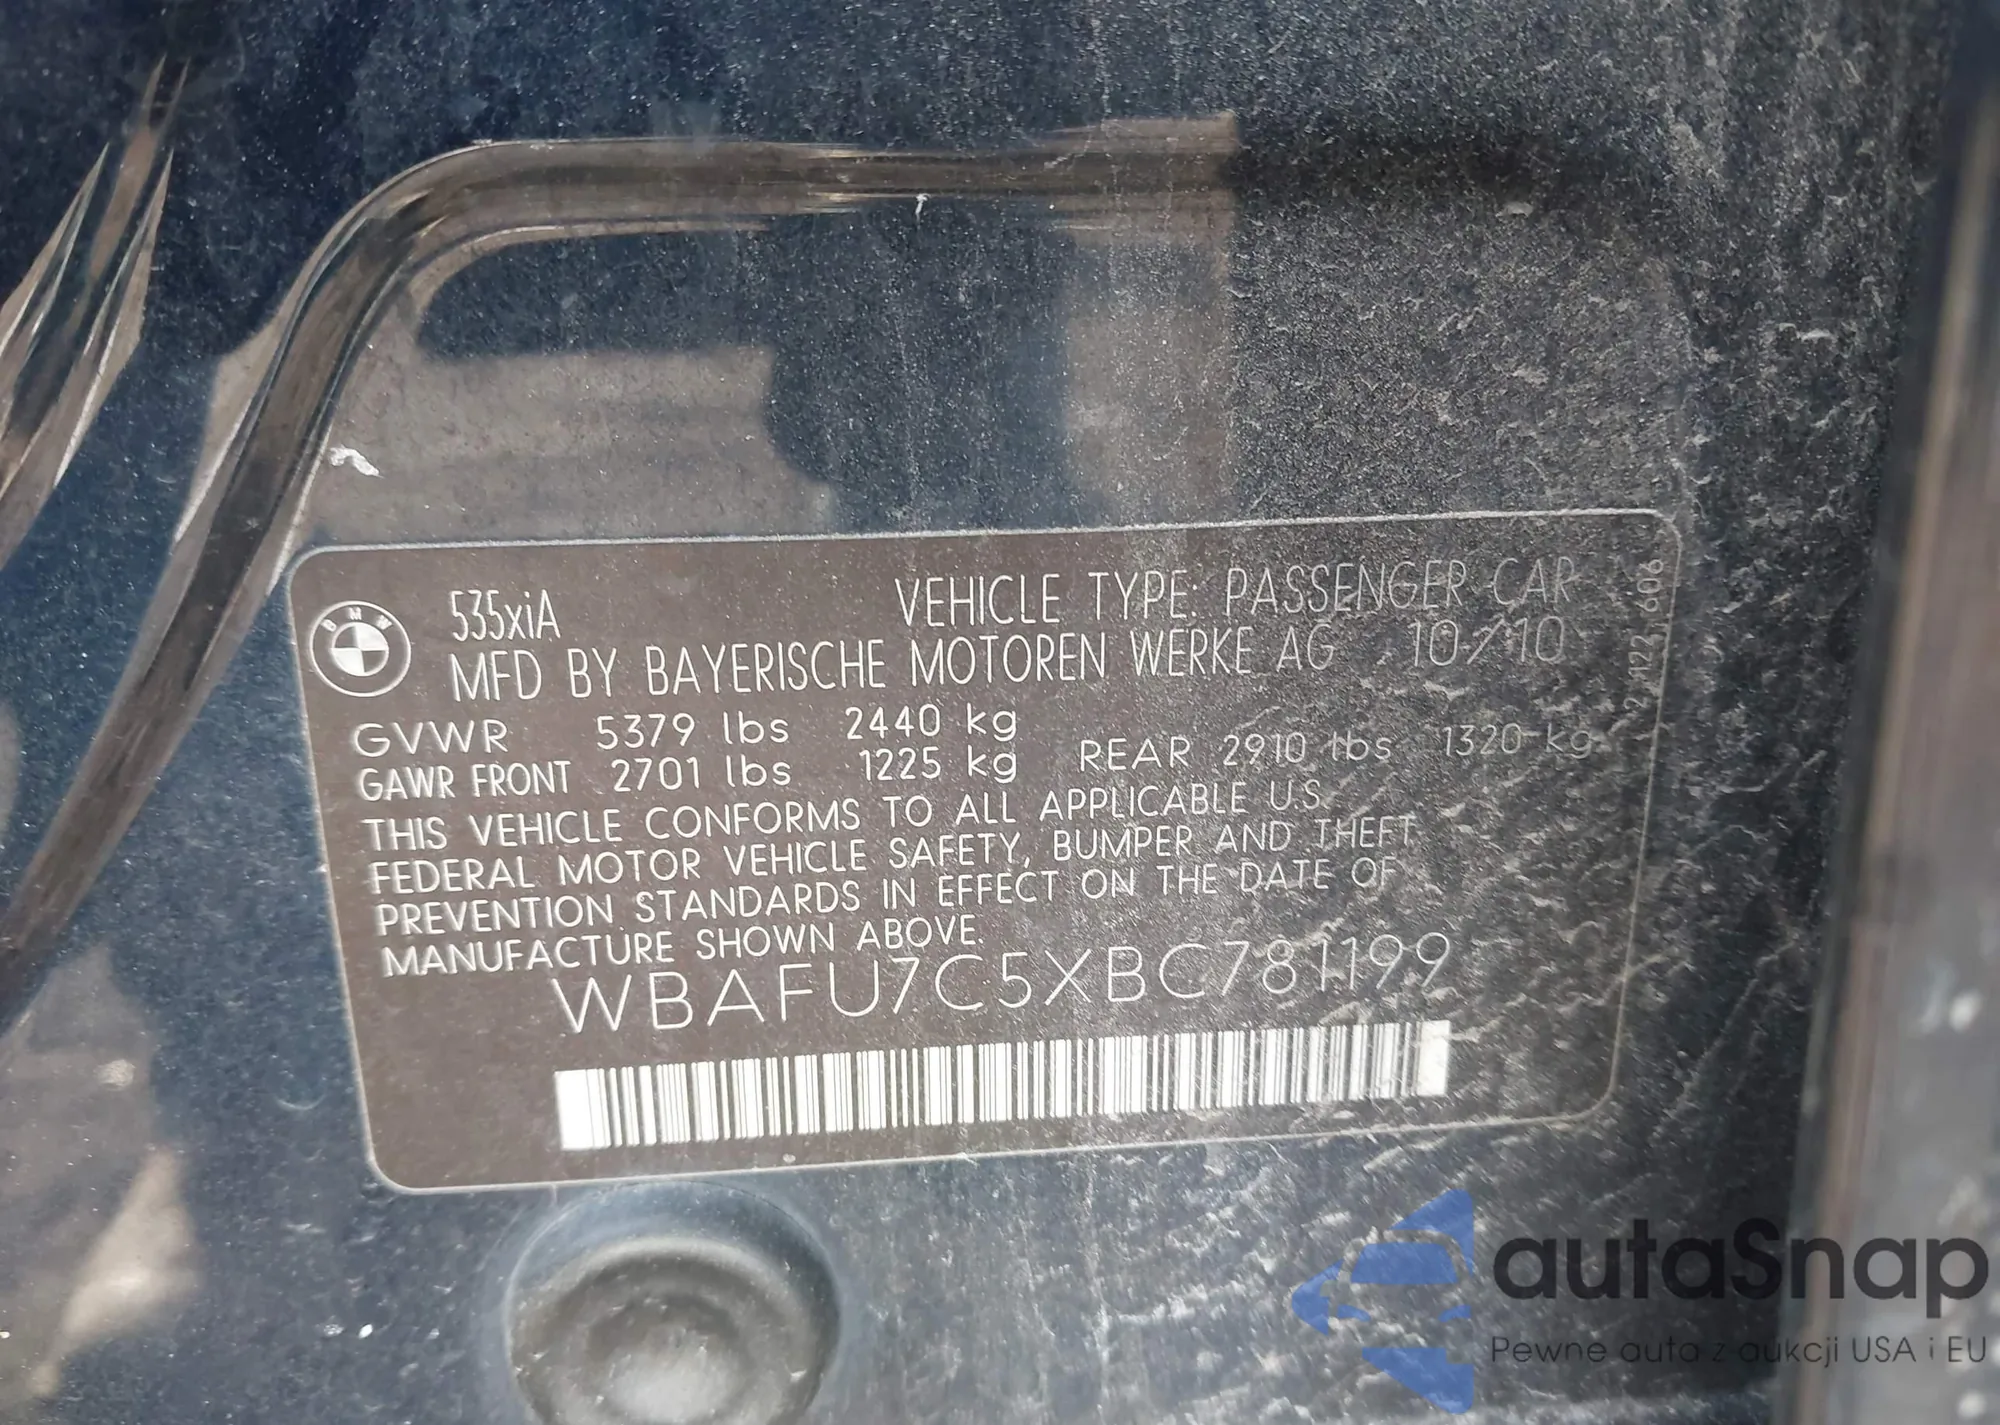 BMW
535xiA VEHICLE TYPE: PASSENGER CAR
MFD BY BAYERISCHE MOTOREN WERKE AG 10/10
GVWR 5379 lbs 2440 kg
GAWR FRONT 2701 lbs 1225 kg REAR 2910 lbs 1320 kg
THIS VEHICLE CONFORMS TO ALL APPLICABLE U.S.
FEDERAL MOTOR VEHICLE SAFETY, BUMPER AND THEFT
PREVENTION STANDARDS IN EFFECT ON THE DATE OF
MANUFACTURE SHOWN ABOVE.
WBAFU7C5XBC781199
autaSnap
Pewne auta z aukcji USA i EU